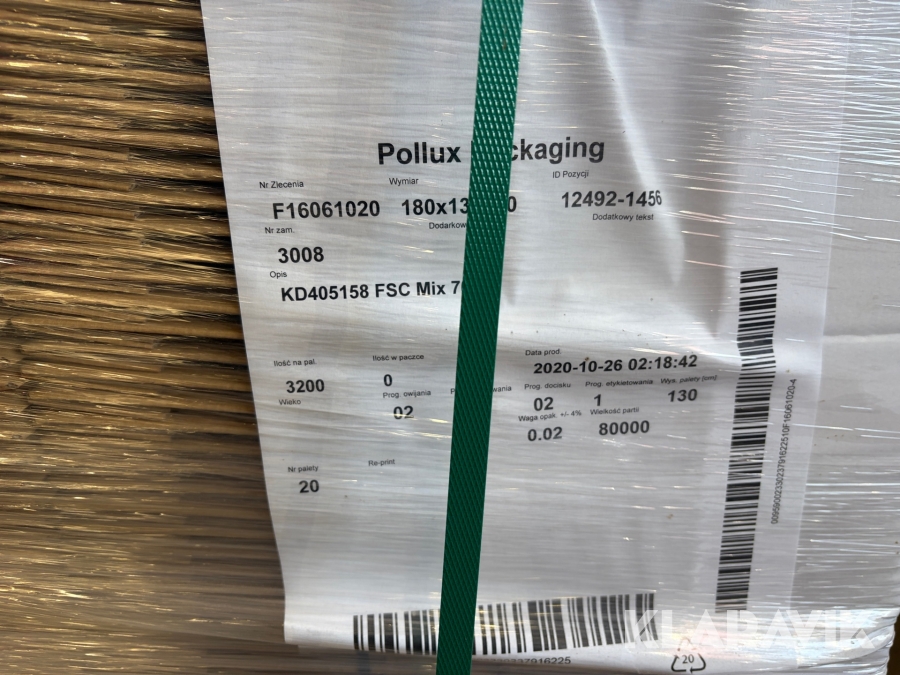 Pollux ckaging
Nr Zlecenia Wymiar ID Pozycji
F16061020 180x13 0 12492-1456
Nr zam. Dodatkowy tekst
3008
Opis
KD405158 FSC Mix 7
Ilość na pal. Ilość w paczce Data prod.
3200 0 2020-10-26 02:18:42
Wieko Prog. owijania Prog. docisku Prog. etykietowania Wys. palety (cm)
02 02 1 130
Waga opak. +/- 4% Wielkość partii
0.02 80000
Nr palety Re-print
20
20
KLARAVIK